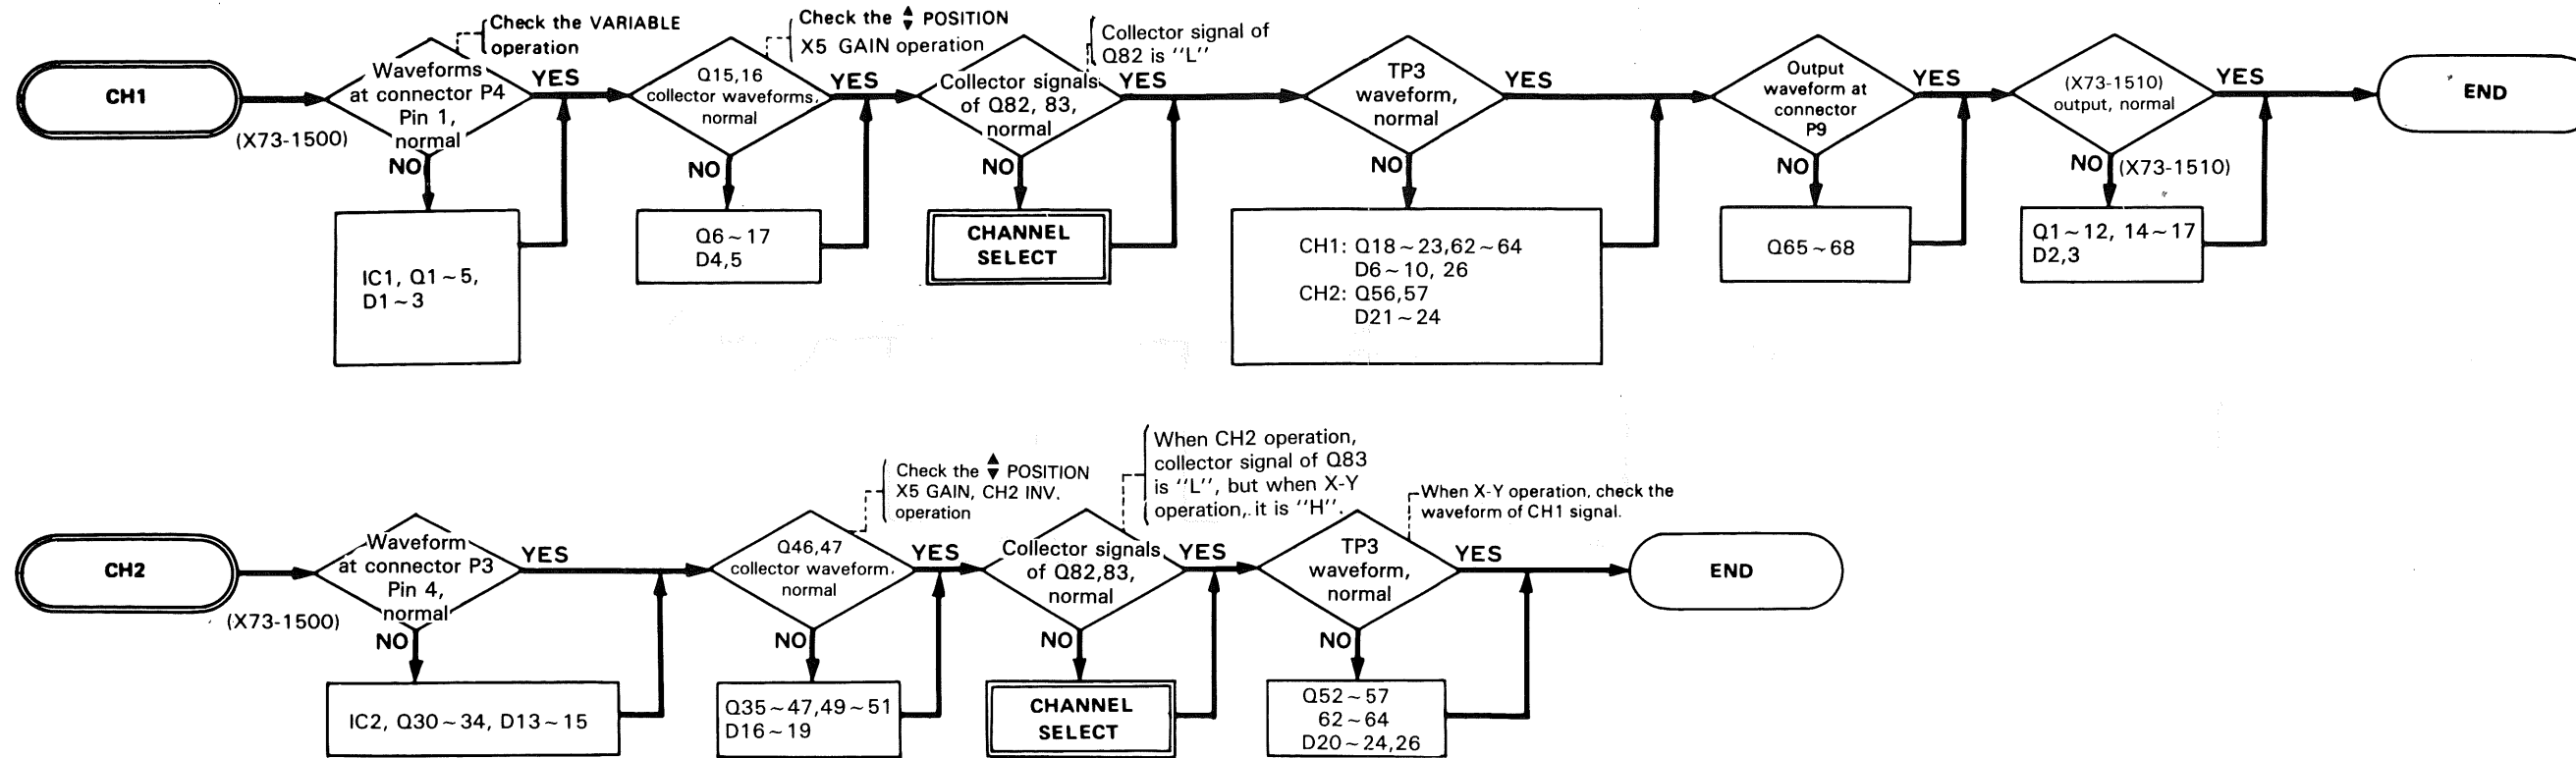 CH1
(X73-1500)
Check the VARIABLE
operation
Waveforms
at connector P4
Pin 1,
normal
YES
NO
IC1, Q1~5,
D1~3
Check the ▲▼ POSITION
X5 GAIN operation
Q15,16
collector waveforms,
normal
YES
NO
Q6~17
D4,5
Collector signal of
Q82 is "L"
Collector signals
of Q82, 83,
normal
YES
NO
CHANNEL
SELECT
TP3
waveform,
normal
YES
NO
CH1: Q18~23,62~64
D6~10, 26
CH2: Q56,57
D21~24
Output
waveform at
connector
P9
YES
NO
Q65~68
(X73-1510)
output, normal
YES
NO
(X73-1510)
Q1~12, 14~17
D2,3
END
CH2
(X73-1500)
Waveform
at connector P3
Pin 4,
normal
YES
NO
IC2, Q30~34, D13~15
Check the ▲▼ POSITION
X5 GAIN, CH2 INV.
operation
Q46,47
collector waveform,
normal
YES
NO
Q35~47,49~51
D16~19
When CH2 operation,
collector signal of Q83
is "L", but when X-Y
operation, it is "H".
Collector signals
of Q82,83,
normal
YES
NO
CHANNEL
SELECT
When X-Y operation, check the
waveform of CH1 signal.
TP3
waveform,
normal
YES
NO
Q52~57
62~64
D20~24,26
END